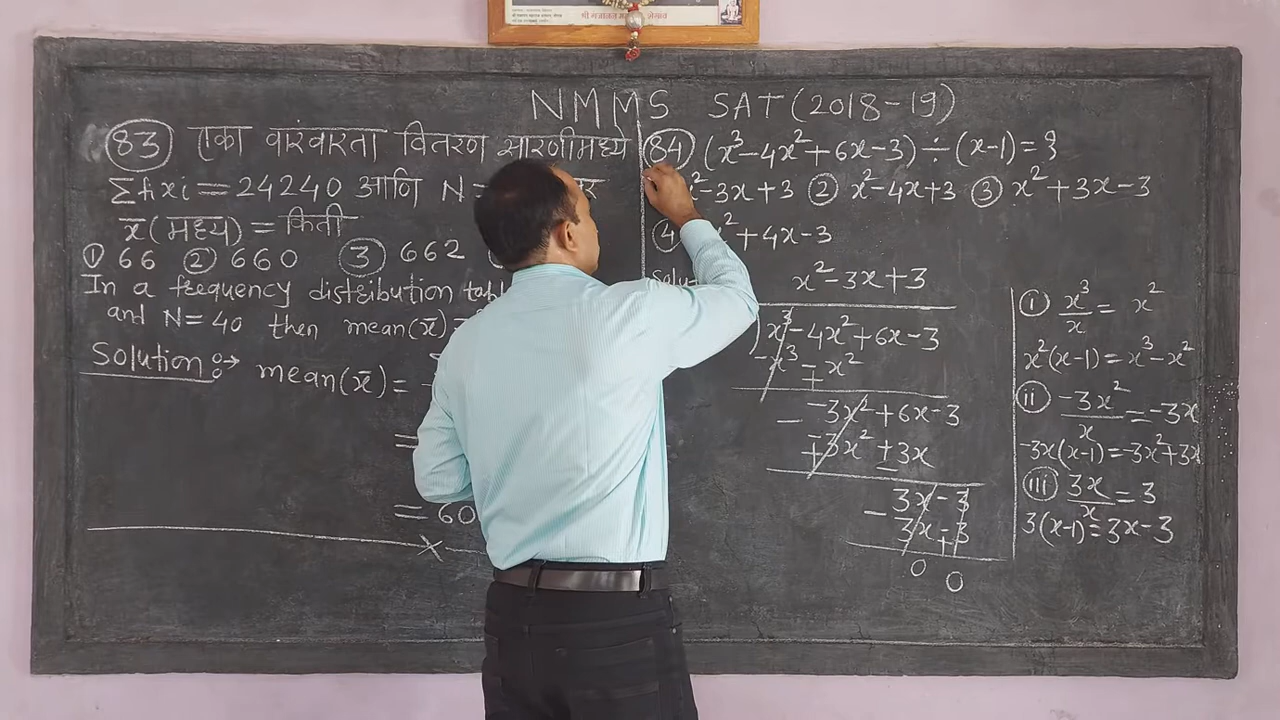 श्री गजानन
NMMS SAT (2018-19)
83 एका वारंवारता वितरण सारणीमध्ये
Σfixi = 24240 आणि N =
x̄(मध्य) = किती
① 66 ② 660 ③ 662
In a frequency distribution
and N = 40 then mean(x̄)
Solution :→ mean(x̄) =
=
= 60
84 (x³-4x²+6x-3) ÷ (x-1) = ?
x²-3x+3 ② x²-4x+3 ③ x²+3x-3
④ x²+4x-3
x²-3x+3
x³-4x²+6x-3
x³ - x²
+
-3x²+6x-3
-3x²+3x
+ -
3x-3
3x-3
- +
0 0
ⓘ x³/x = x²
x²(x-1) = x³-x²
ⓘⓘ -3x²/x = -3x
-3x(x-1) = -3x²+3x
ⓘⓘⓘ 3x/x = 3
3(x-1) = 3x-3